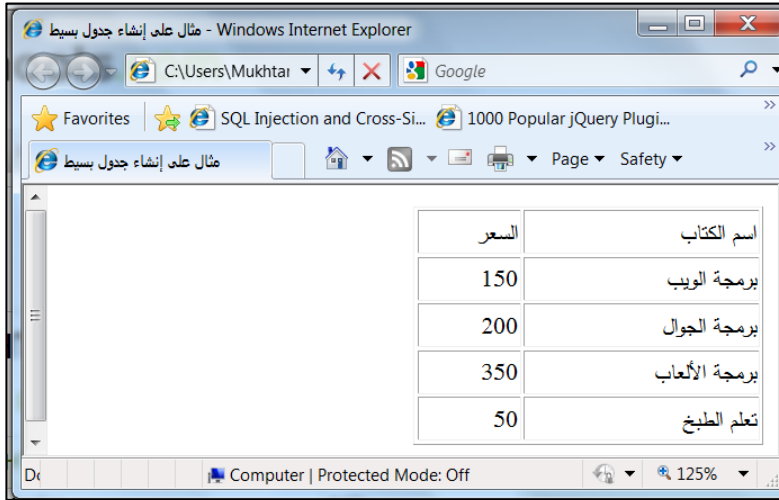 مثال على إنشاء جدول بسيط - Windows Internet Explorer
C:\Users\Mukhtar
Google
Favorites SQL Injection and Cross-Si... 1000 Popular jQuery Plugi...
مثال على إنشاء جدول بسيط Page Safety
اسم الكتاب السعر
برمجة الويب 150
برمجة الجوال 200
برمجة الألعاب 350
تعلم الطبخ 50
Computer | Protected Mode: Off 125%